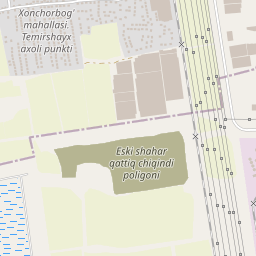 Xonchorbog'
mahallasi.
Temirshayx
axoli punkti
Eski shahar
qattiq chiqindi
poligoni